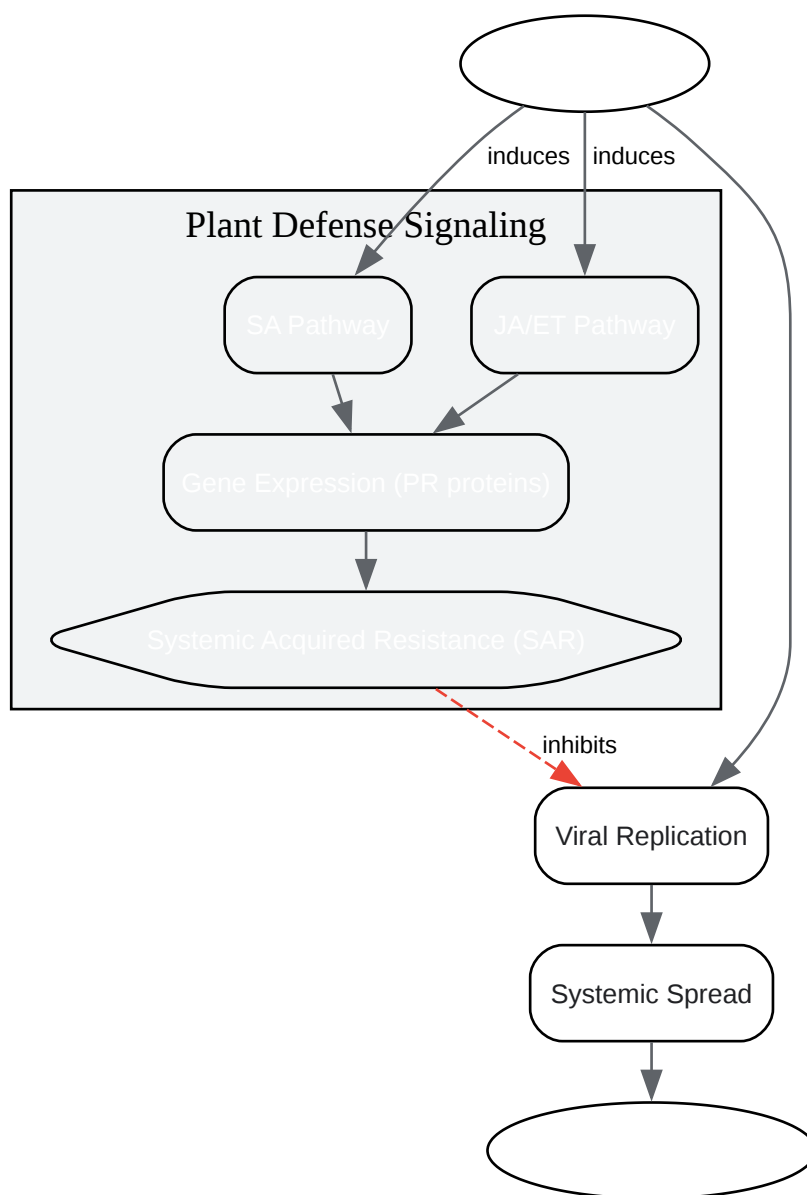 induces
induces
Plant Defense Signaling
SA Pathway
JA/ET Pathway
Gene Expression (PR proteins)
Systemic Acquired Resistance (SAR)
inhibits
Viral Replication
Systemic Spread